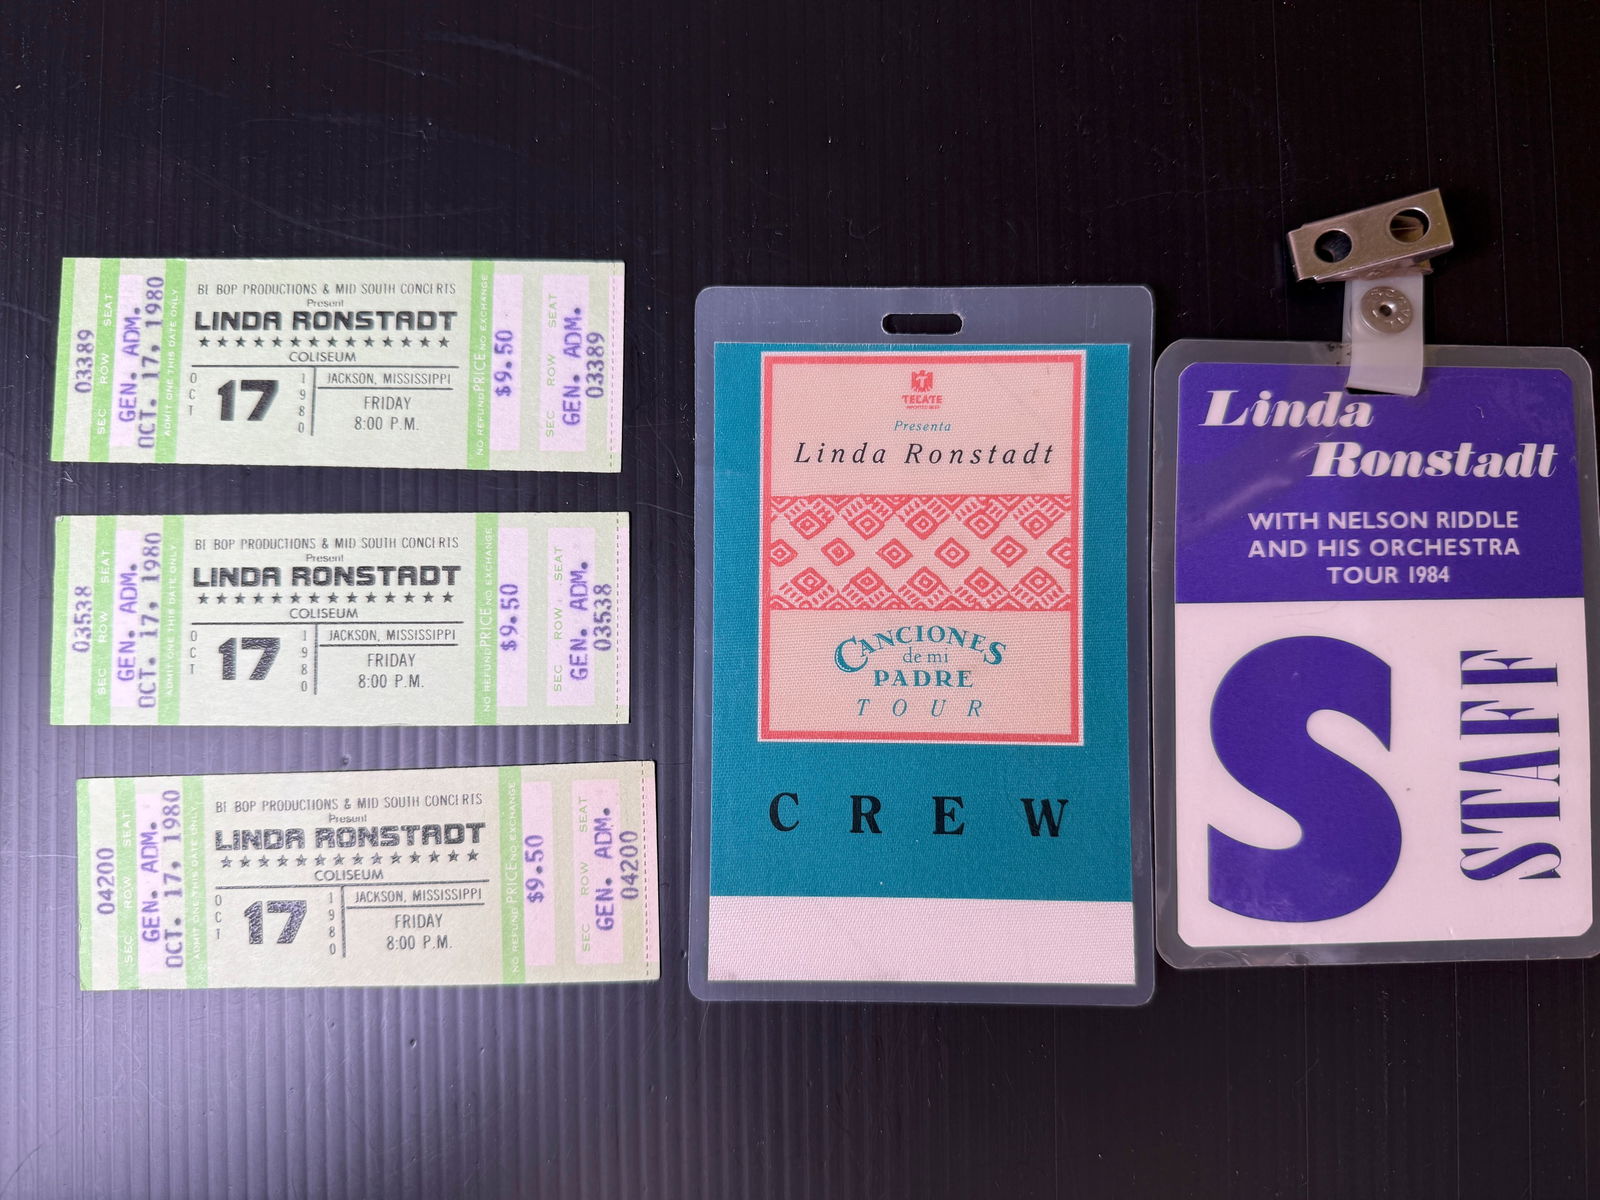 03389
SEC ROW SEAT
GEN. ADM.
OCT. 17, 1980
ADMIT ONE THIS DATE ONLY
BE BOP PRODUCTIONS & MID SOUTH CONCERTS
Present
LINDA RONSTADT
COLISEUM
OCT 17 1980
JACKSON, MISSISSIPPI
FRIDAY
8:00 P.M.
NO REFUND PRICE NO EXCHANGE
$9.50
SEC ROW SEAT
GEN. ADM.
03389
03538
SEC ROW SEAT
GEN. ADM.
OCT. 17, 1980
ADMIT ONE THIS DATE ONLY
BE BOP PRODUCTIONS & MID SOUTH CONCERTS
Present
LINDA RONSTADT
COLISEUM
OCT 17 1980
JACKSON, MISSISSIPPI
FRIDAY
8:00 P.M.
NO REFUND PRICE NO EXCHANGE
$9.50
SEC ROW SEAT
GEN. ADM.
03538
04200
SEC ROW SEAT
GEN. ADM.
OCT. 17, 1980
ADMIT ONE THIS DATE ONLY
BE BOP PRODUCTIONS & MID SOUTH CONCERTS
Present
LINDA RONSTADT
COLISEUM
OCT 17 1980
JACKSON, MISSISSIPPI
FRIDAY
8:00 P.M.
NO REFUND PRICE NO EXCHANGE
$9.50
SEC ROW SEAT
GEN. ADM.
04200
TECATE
IMPORTED BEER
Presenta
Linda Ronstadt
CANCIONES
de mi
PADRE
TOUR
CREW
Linda
Ronstadt
WITH NELSON RIDDLE
AND HIS ORCHESTRA
TOUR 1984
S
STAFF